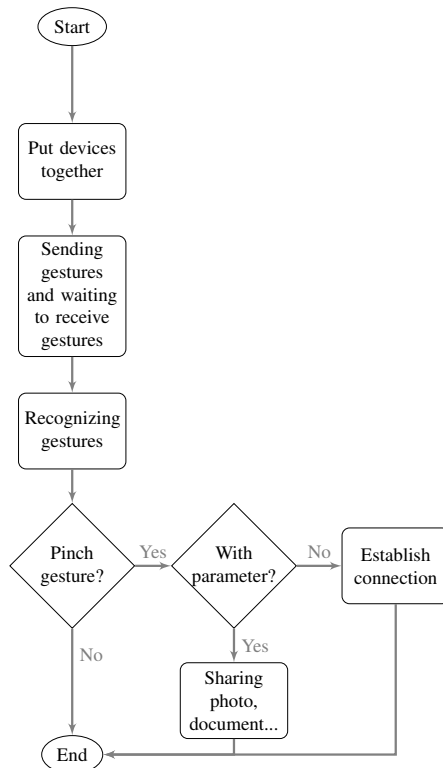 Start
Put devices
together
Sending
gestures
and waiting
to receive
gestures
Recognizing
gestures
Pinch
gesture?
Yes
With
parameter?
No
Establish
connection
No
Yes
Sharing
photo,
document...
End